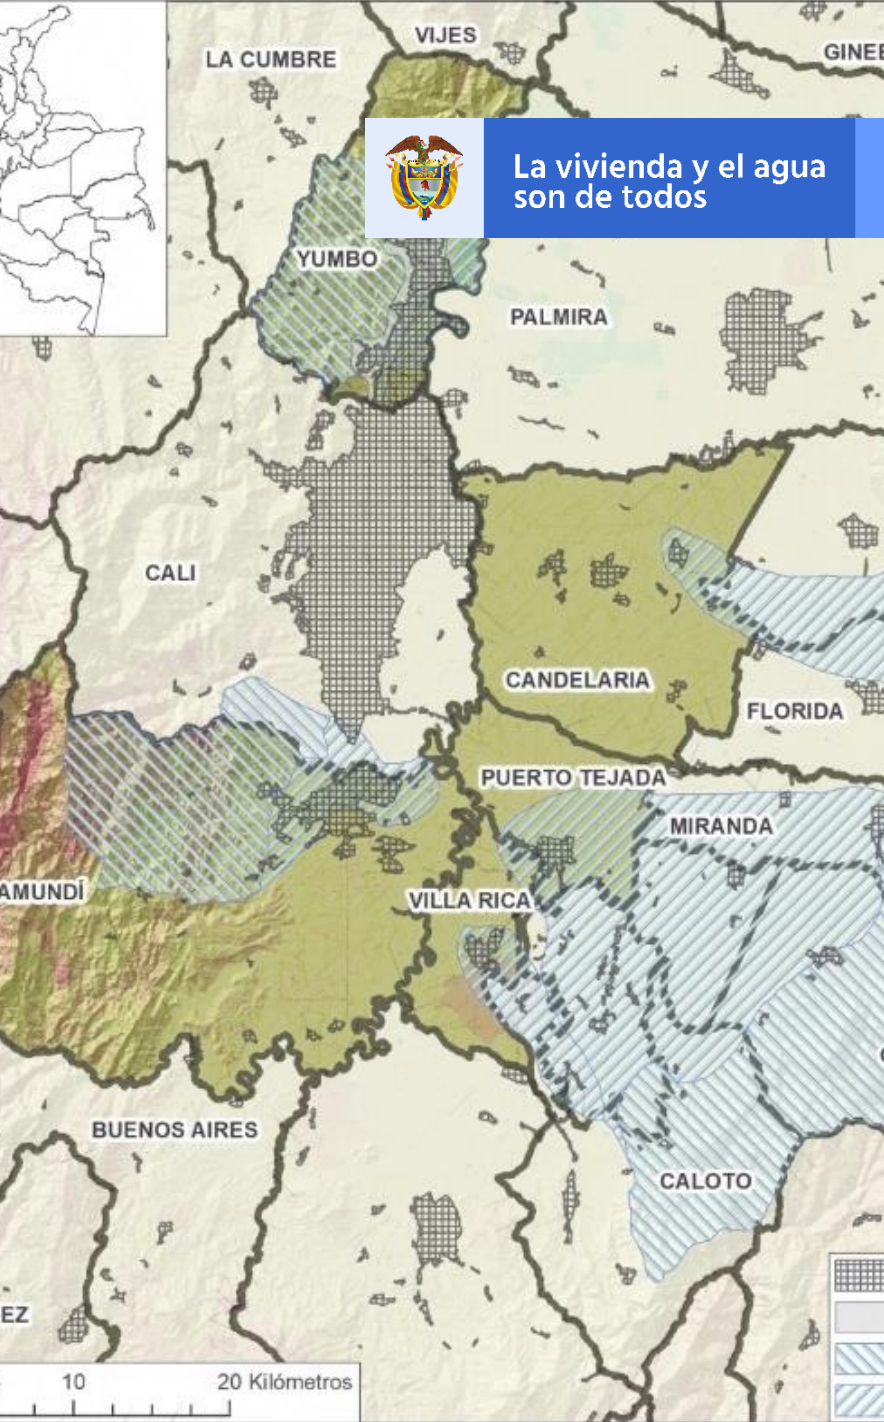 VIJES
LA CUMBRE
GINEB
La vivienda y el agua
son de todos
YUMBO
PALMIRA
CALI
CANDELARIA
FLORIDA
PUERTO TEJADA
MIRANDA
AMUNDÍ
VILLA RICA
BUENOS AIRES
CALOTO
EZ
10
20 Kilómetros